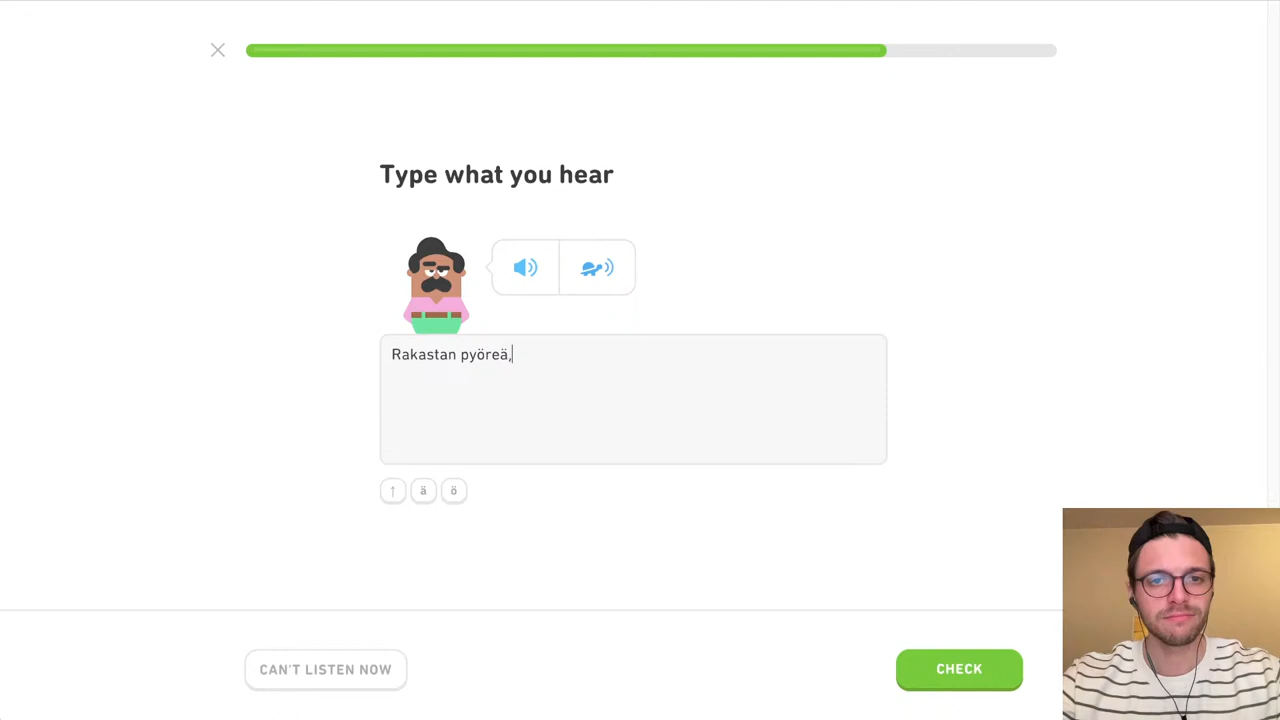 Type what you hear
Rakastan pyöreä,
↑ ä ö
CAN'T LISTEN NOW
CHECK